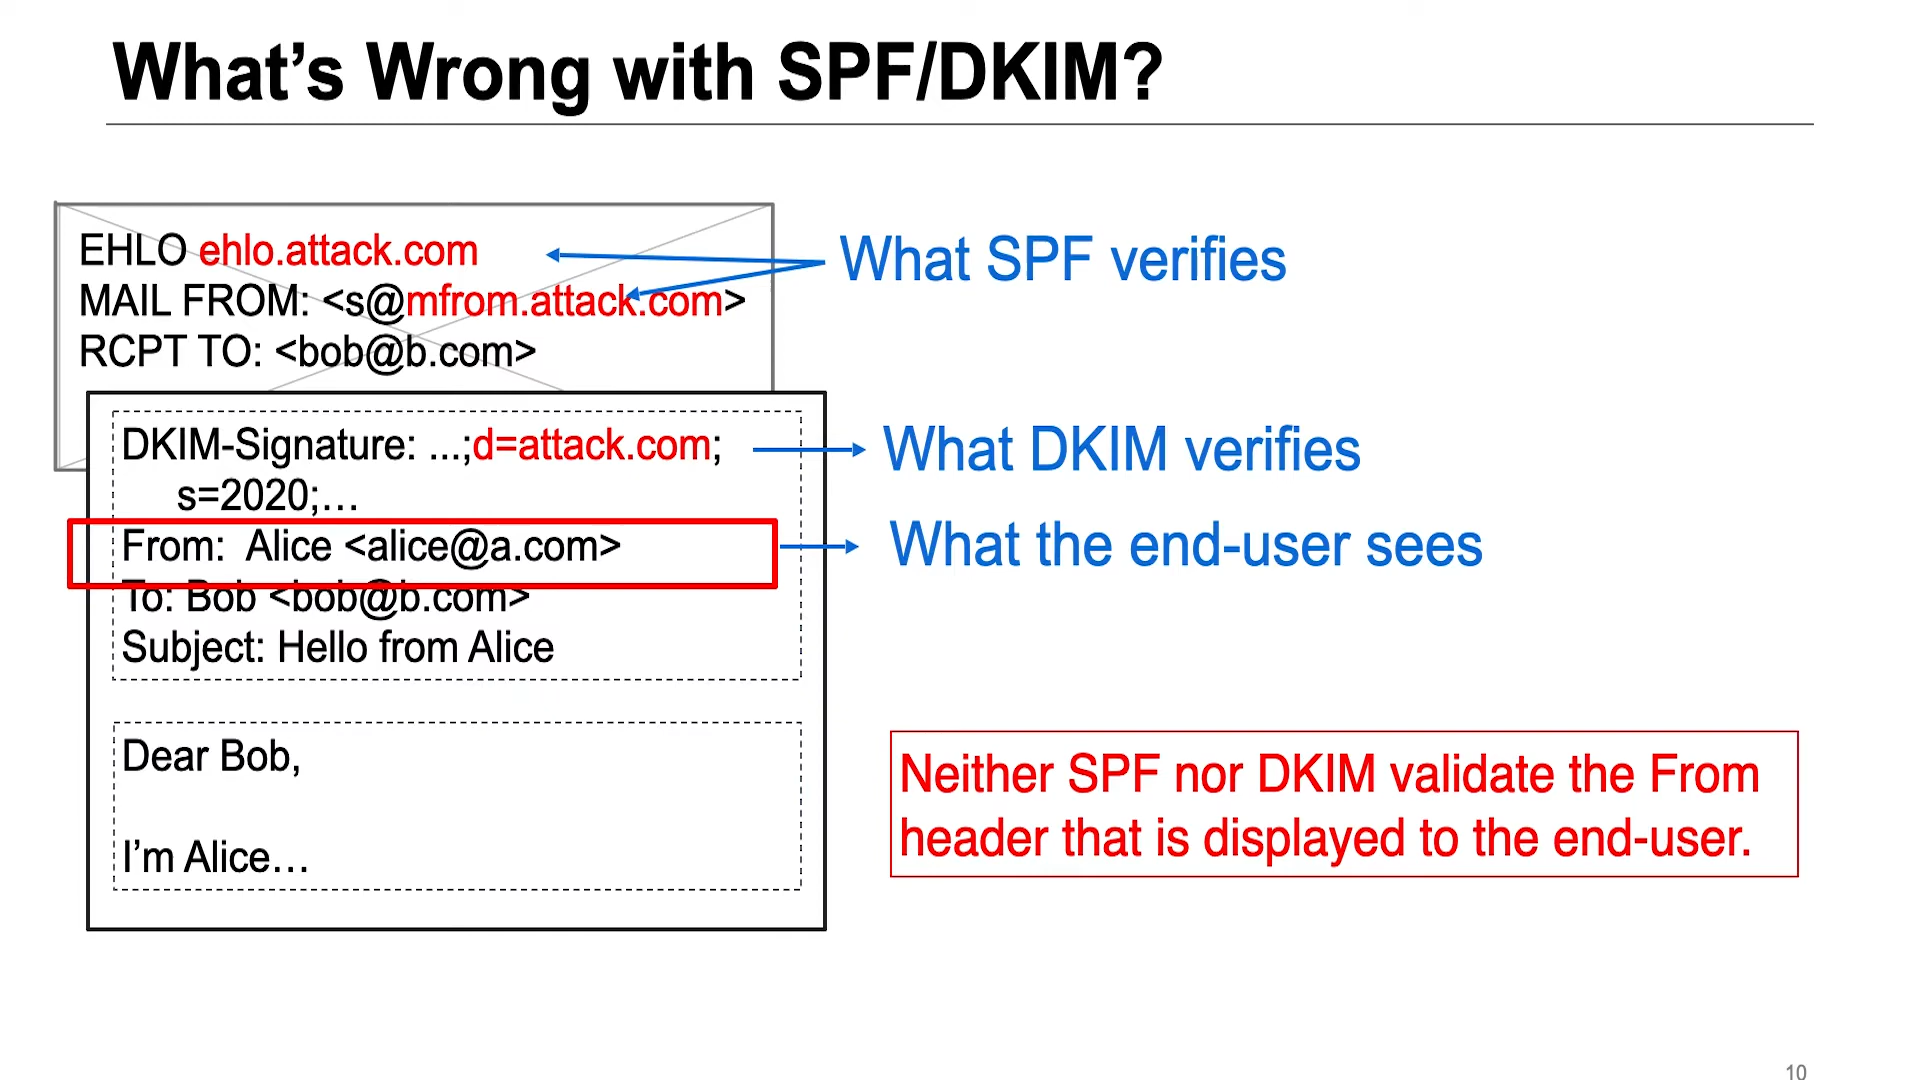 What’s Wrong with SPF/DKIM?
EHLO ehlo.attack.com
MAIL FROM: <s@mfrom.attack.com>
RCPT TO: <bob@b.com>
What SPF verifies
DKIM-Signature: ...;d=attack.com;
s=2020;…
What DKIM verifies
From:  Alice <alice@a.com>
What the end-user sees
To: Bob <bob@b.com>
Subject: Hello from Alice
Dear Bob,
I’m Alice…
Neither SPF nor DKIM validate the From
header that is displayed to the end-user.
10